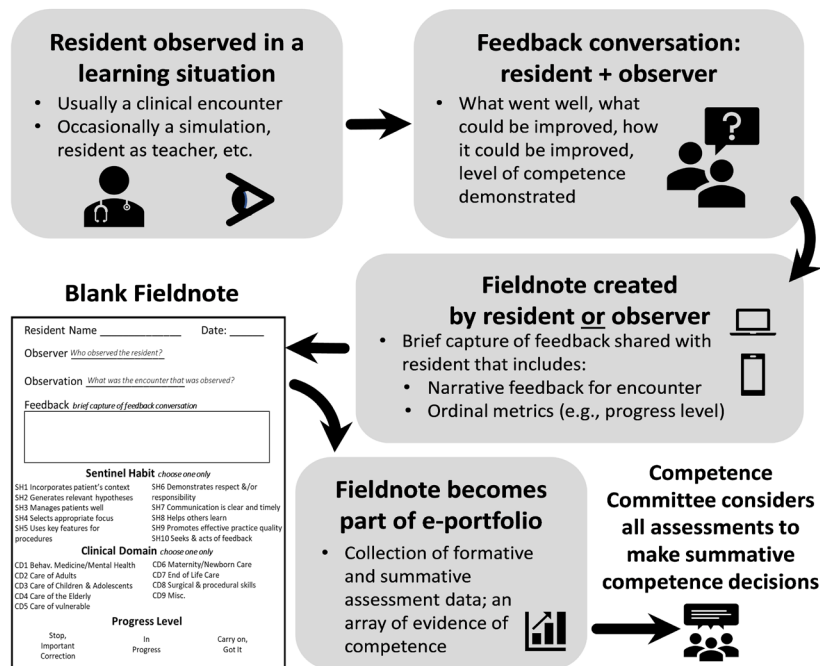 Resident observed in a
learning situation
• Usually a clinical encounter
• Occasionally a simulation,
resident as teacher, etc.
Feedback conversation:
resident + observer
• What went well, what
could be improved, how
it could be improved,
level of competence
demonstrated
?
Fieldnote created
by resident or observer
• Brief capture of feedback shared with
resident that includes:
• Narrative feedback for encounter
• Ordinal metrics (e.g., progress level)
Blank Fieldnote
Resident Name ______________ Date: ______
Observer Who observed the resident?
Observation What was the encounter that was observed?
Feedback brief capture of feedback conversation
Sentinel Habit choose one only
SH1 Incorporates patient's context
SH2 Generates relevant hypotheses
SH3 Manages patients well
SH4 Selects appropriate focus
SH5 Uses key features for
procedures
SH6 Demonstrates respect &/or
responsibility
SH7 Communication is clear and timely
SH8 Helps others learn
SH9 Promotes effective practice quality
SH10 Seeks & acts of feedback
Clinical Domain choose one only
CD1 Behav. Medicine/Mental Health
CD2 Care of Adults
CD3 Care of Children & Adolescents
CD4 Care of the Elderly
CD5 Care of vulnerable
CD6 Maternity/Newborn Care
CD7 End of Life Care
CD8 Surgical & procedural skills
CD9 Misc.
Progress Level
Stop,
Important
Correction
In
Progress
Carry on,
Got It
Fieldnote becomes
part of e-portfolio
• Collection of formative
and summative
assessment data; an
array of evidence of
competence
Competence
Committee considers
all assessments to
make summative
competence decisions